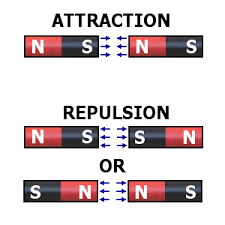 ATTRACTION
N S N S
REPULSION
N S S N
OR
S N N S